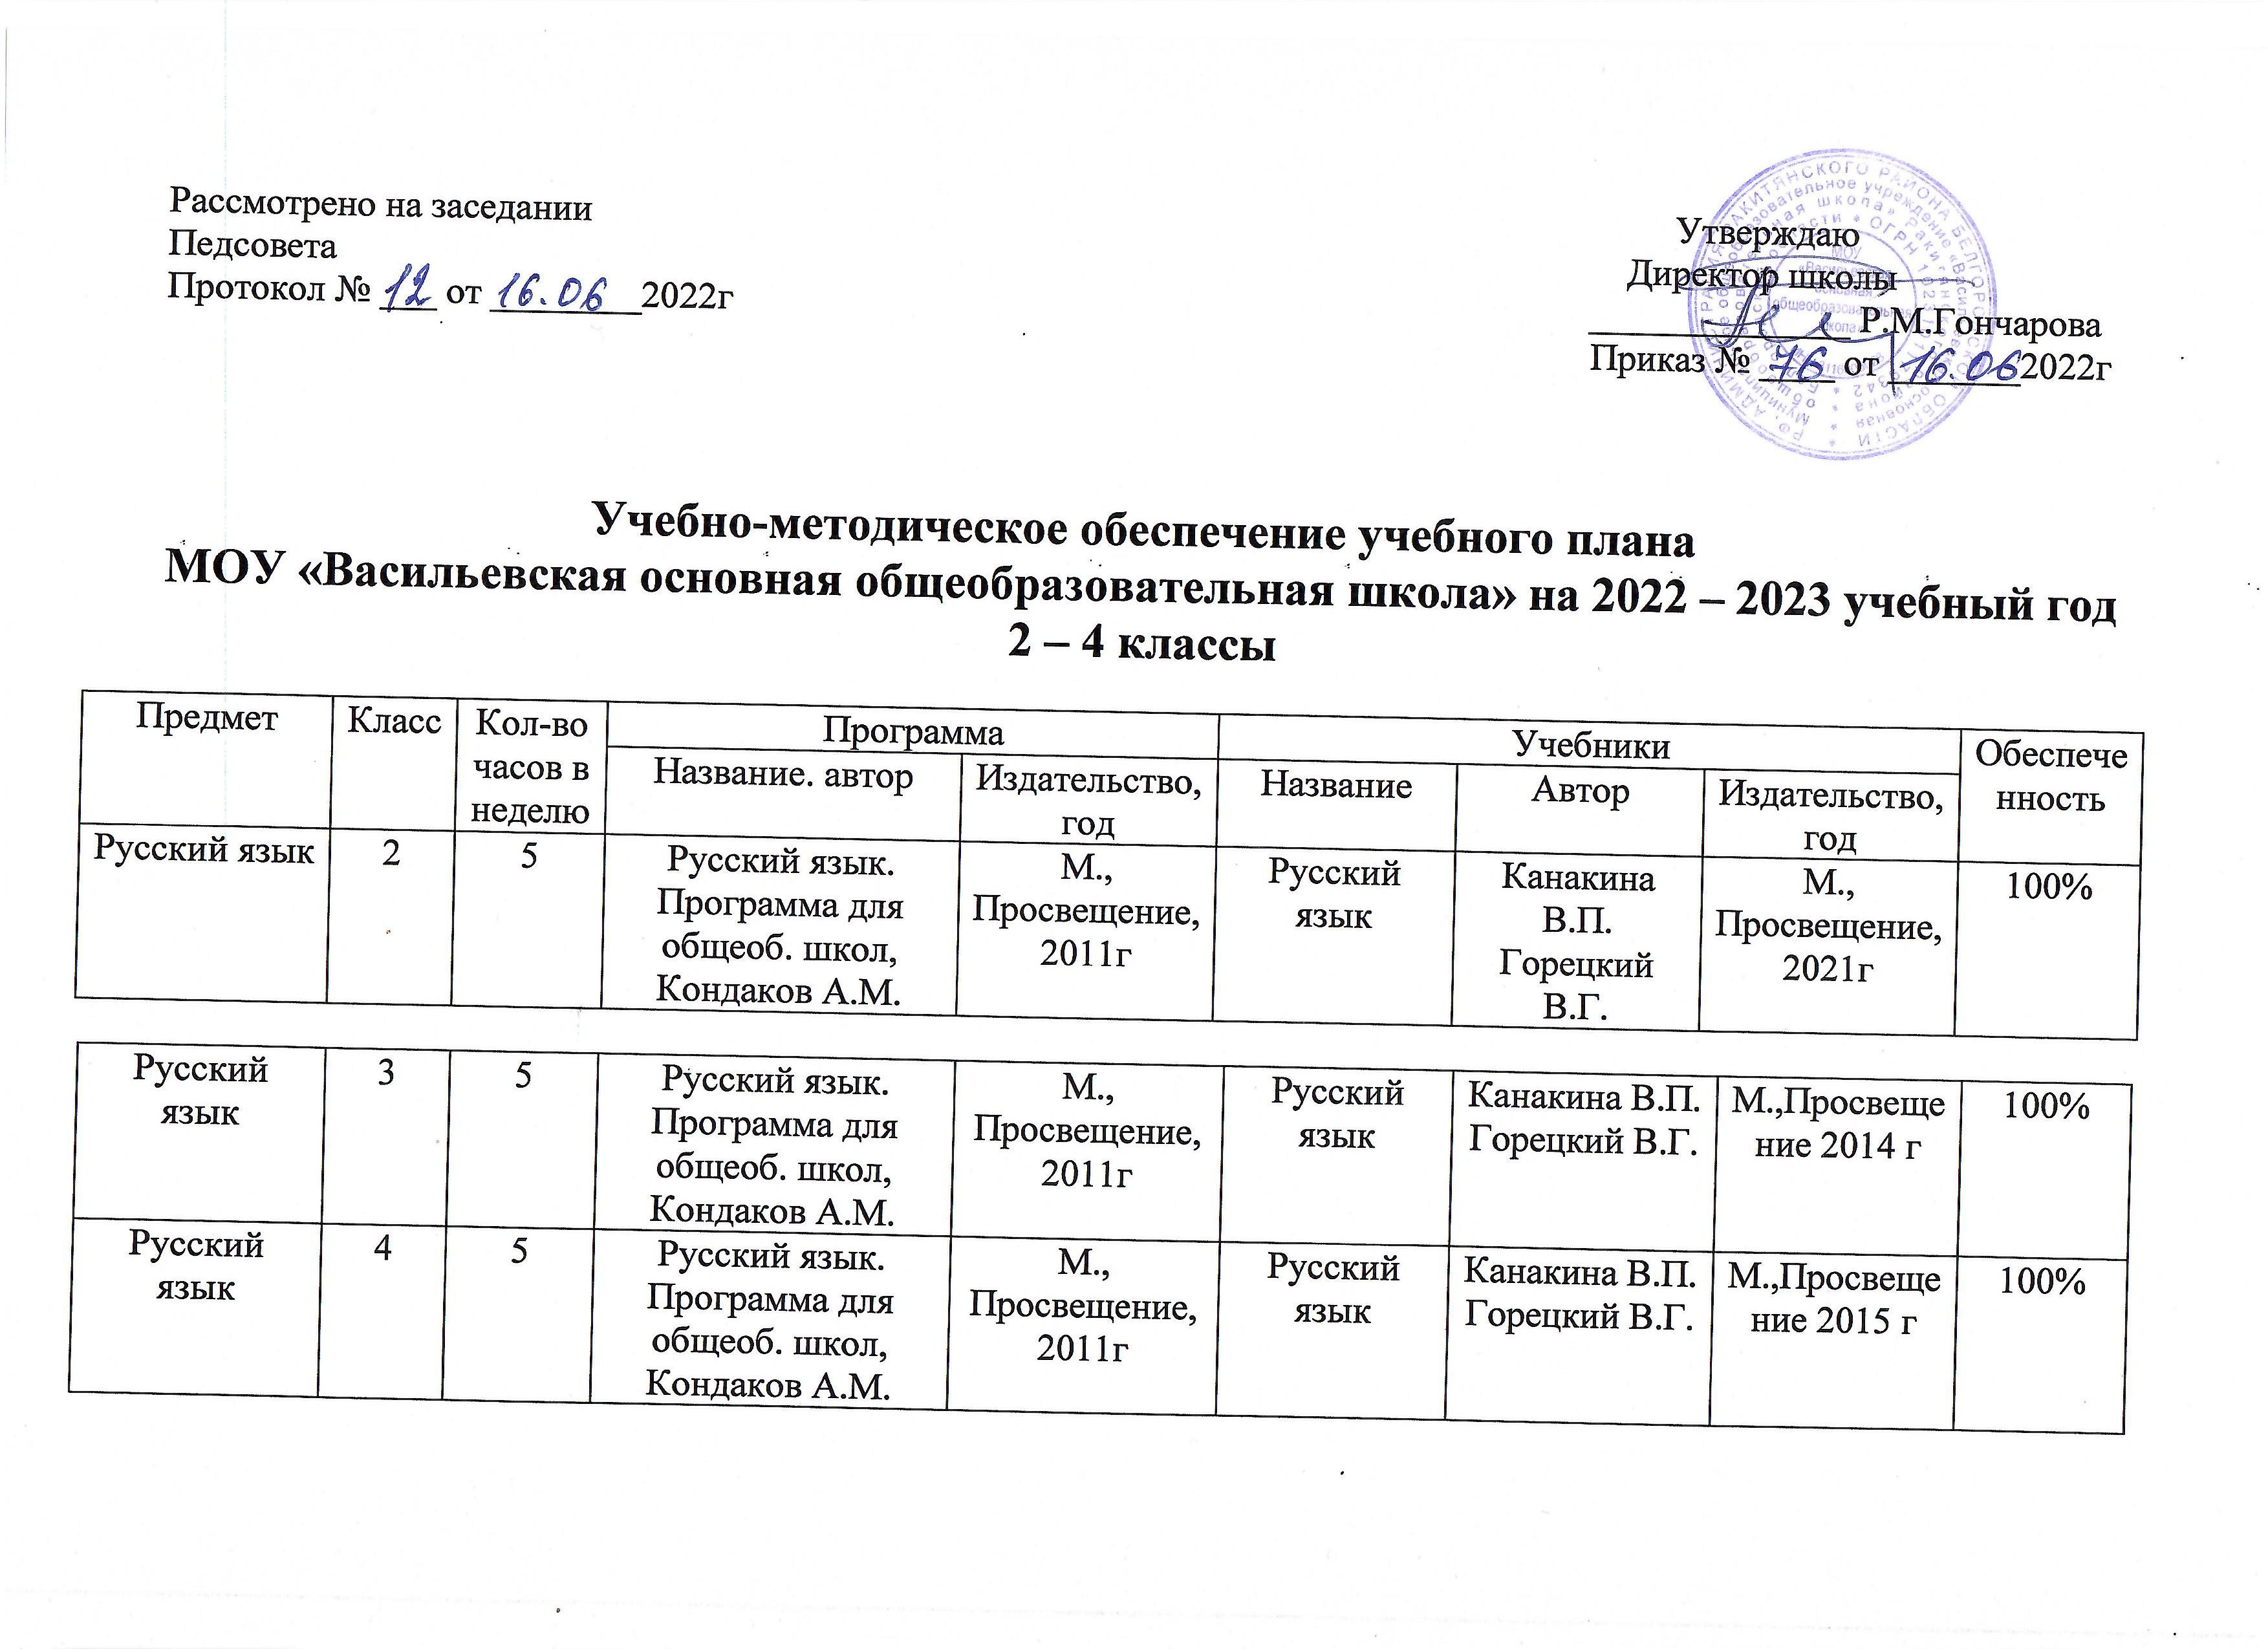 Рассмотрено на заседании
Педсовета
Протокол № 12 от 16.06 2022г
Утверждаю
Директор школы
Р.М.Гончарова
Приказ № 76 от 16.06 2022г
Учебно-методическое обеспечение учебного плана
МОУ «Васильевская основная общеобразовательная школа» на 2022 – 2023 учебный год
2 – 4 классы
Предмет
Класс
Кол-во
часов в
неделю
Программа
Учебники
Обеспече
нность
Название. автор
Издательство,
год
Название
Автор
Издательство,
год
Русский язык
2
5
Русский язык.
Программа для
общеоб. школ,
Кондаков А.М.
М.,
Просвещение,
2011г
Русский
язык
Канакина
В.П.
Горецкий
В.Г.
М.,
Просвещение,
2021г
100%
Русский
язык
3
5
Русский язык.
Программа для
общеоб. школ,
Кондаков А.М.
М.,
Просвещение,
2011г
Русский
язык
Канакина В.П.
Горецкий В.Г.
М.,Просвеще
ние 2014 г
100%
Русский
язык
4
5
Русский язык.
Программа для
общеоб. школ,
Кондаков А.М.
М.,
Просвещение,
2011г
Русский
язык
Канакина В.П.
Горецкий В.Г.
М.,Просвеще
ние 2015 г
100%